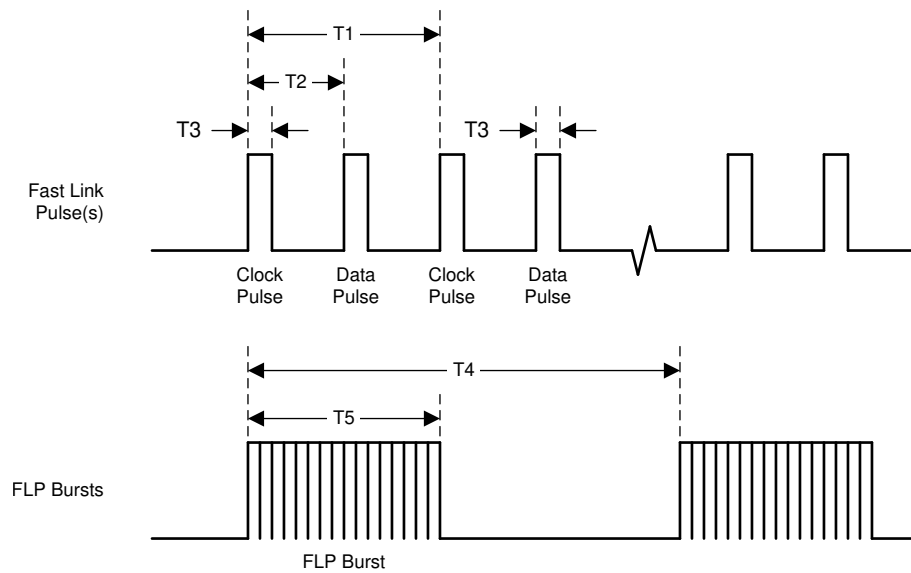 T1
T2
T3
T3
Fast Link
Pulse(s)
Clock
Pulse
Data
Pulse
Clock
Pulse
Data
Pulse
T4
T5
FLP Bursts
FLP Burst